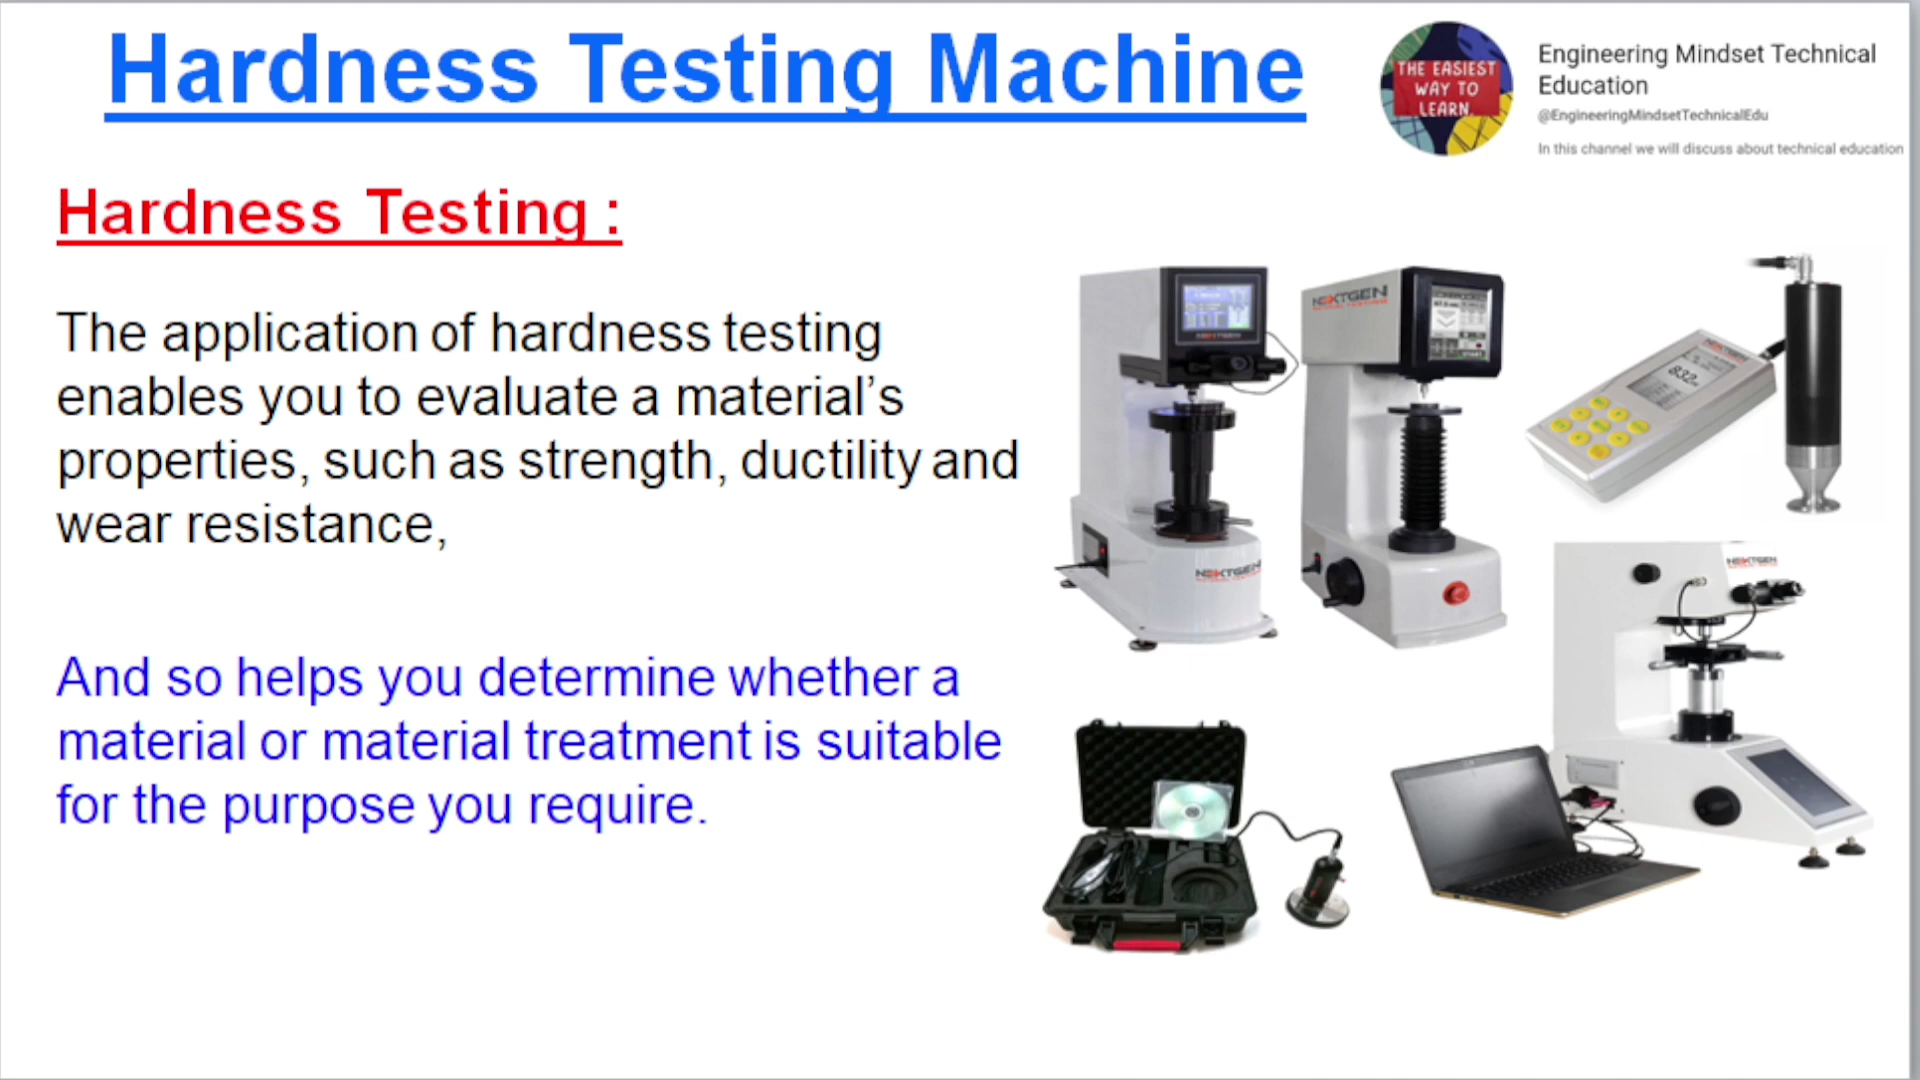 Hardness Testing Machine
THE EASIEST
WAY TO
LEARN.
Engineering Mindset Technical
Education
@EngineeringMindsetTechnicalEdu
In this channel we will discuss about technical education
Hardness Testing :
The application of hardness testing
enables you to evaluate a material’s
properties, such as strength, ductility and
wear resistance,
And so helps you determine whether a
material or material treatment is suitable
for the purpose you require.
NEXTGEN
NEXTGEN
832
NEXTGEN
NEXTGEN